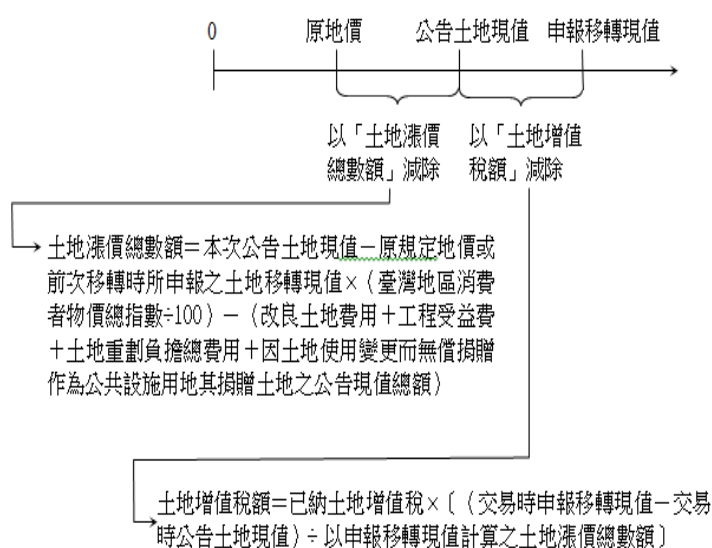 0 原地價 公告土地現值 申報移轉現值
以「土地漲價
總數額」減除
以「土地增值
稅額」減除
土地漲價總數額＝本次公告土地現值－原規定地價或
前次移轉時所申報之土地移轉現值×（臺灣地區消費
者物價總指數÷100）－（改良土地費用＋工程受益費
＋土地重劃負擔總費用＋因土地使用變更而無償捐贈
作為公共設施用地其捐贈土地之公告現值總額）
土地增值稅額＝已納土地增值稅×〔（交易時申報移轉現值－交易
時公告土地現值）÷以申報移轉現值計算之土地漲價總數額〕